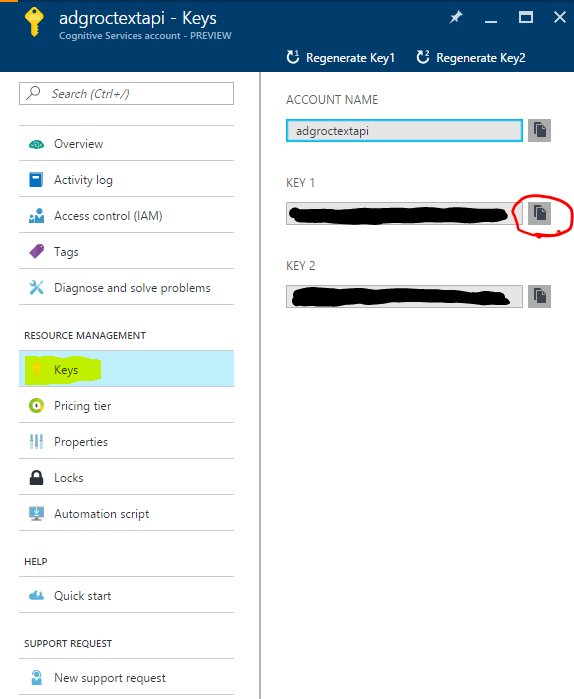 adgroctextapi - Keys
Cognitive Services account - PREVIEW
Regenerate Key1 Regenerate Key2
Search (Ctrl+/)
Overview
Activity log
Access control (IAM)
Tags
Diagnose and solve problems
RESOURCE MANAGEMENT
Keys
Pricing tier
Properties
Locks
Automation script
HELP
Quick start
SUPPORT REQUEST
New support request
ACCOUNT NAME
adgroctextapi
KEY 1
KEY 2